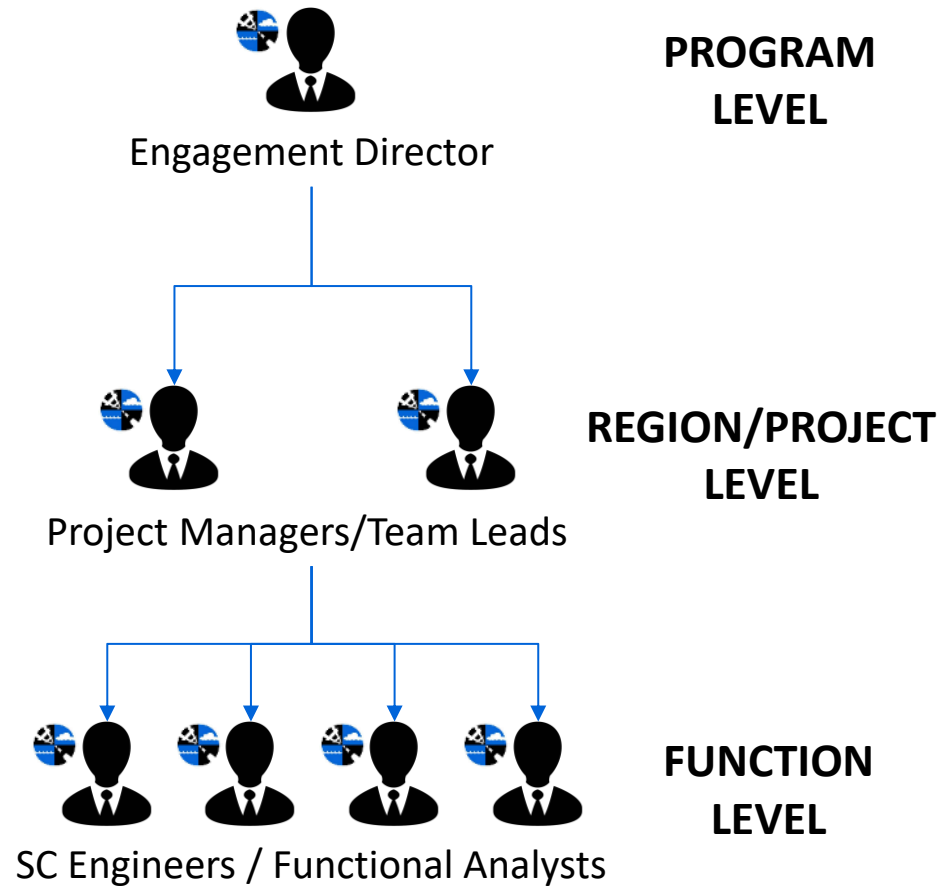 PROGRAM
LEVEL
Engagement Director
REGION/PROJECT
LEVEL
Project Managers/Team Leads
FUNCTION
LEVEL
SC Engineers / Functional Analysts